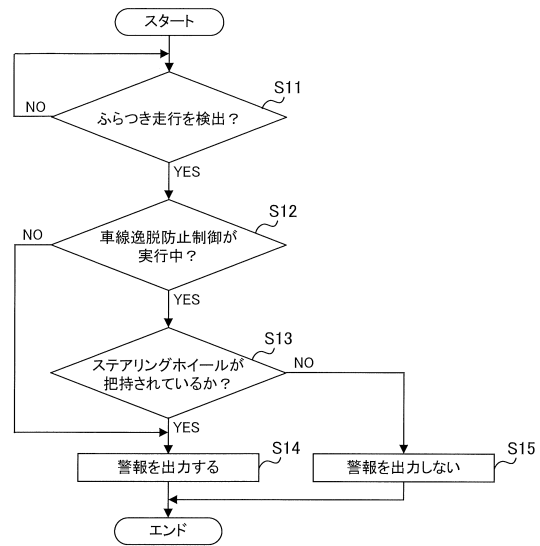 スタート
S11
NO
ふらつき走行を検出？
YES
S12
NO
車線逸脱防止制御が
実行中？
YES
S13
ステアリングホイールが
把持されているか？
NO
YES
S14
警報を出力する
S15
警報を出力しない
エンド